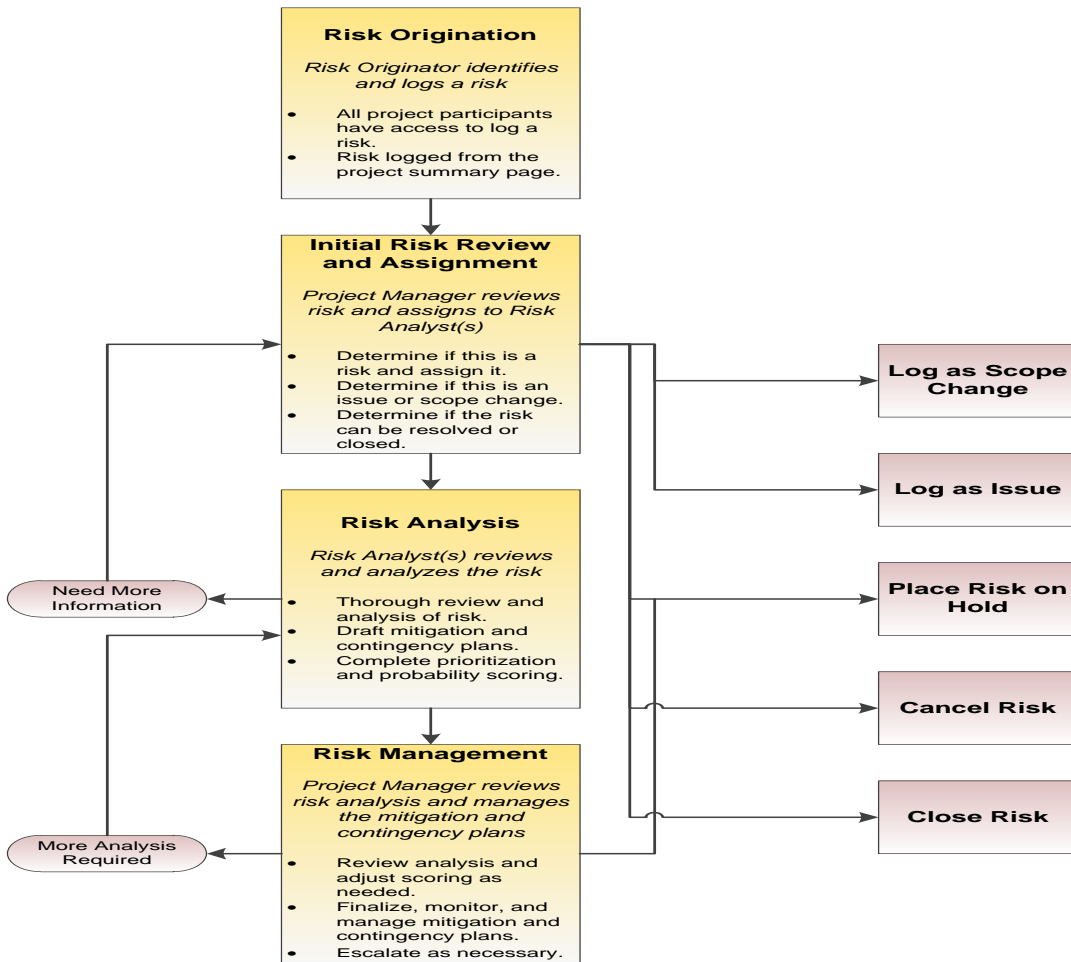 Risk Origination
Risk Originator identifies
and logs a risk
• All project participants
have access to log a
risk.
• Risk logged from the
project summary page.
Initial Risk Review
and Assignment
Project Manager reviews
risk and assigns to Risk
Analyst(s)
• Determine if this is a
risk and assign it.
• Determine if this is an
issue or scope change.
• Determine if the risk
can be resolved or
closed.
Risk Analysis
Risk Analyst(s) reviews
and analyzes the risk
• Thorough review and
analysis of risk.
• Draft mitigation and
contingency plans.
• Complete prioritization
and probability scoring.
Need More
Information
Risk Management
Project Manager reviews
risk analysis and manages
the mitigation and
contingency plans
• Review analysis and
adjust scoring as
needed.
• Finalize, monitor, and
manage mitigation and
contingency plans.
• Escalate as necessary.
More Analysis
Required
Log as Scope
Change
Log as Issue
Place Risk on
Hold
Cancel Risk
Close Risk